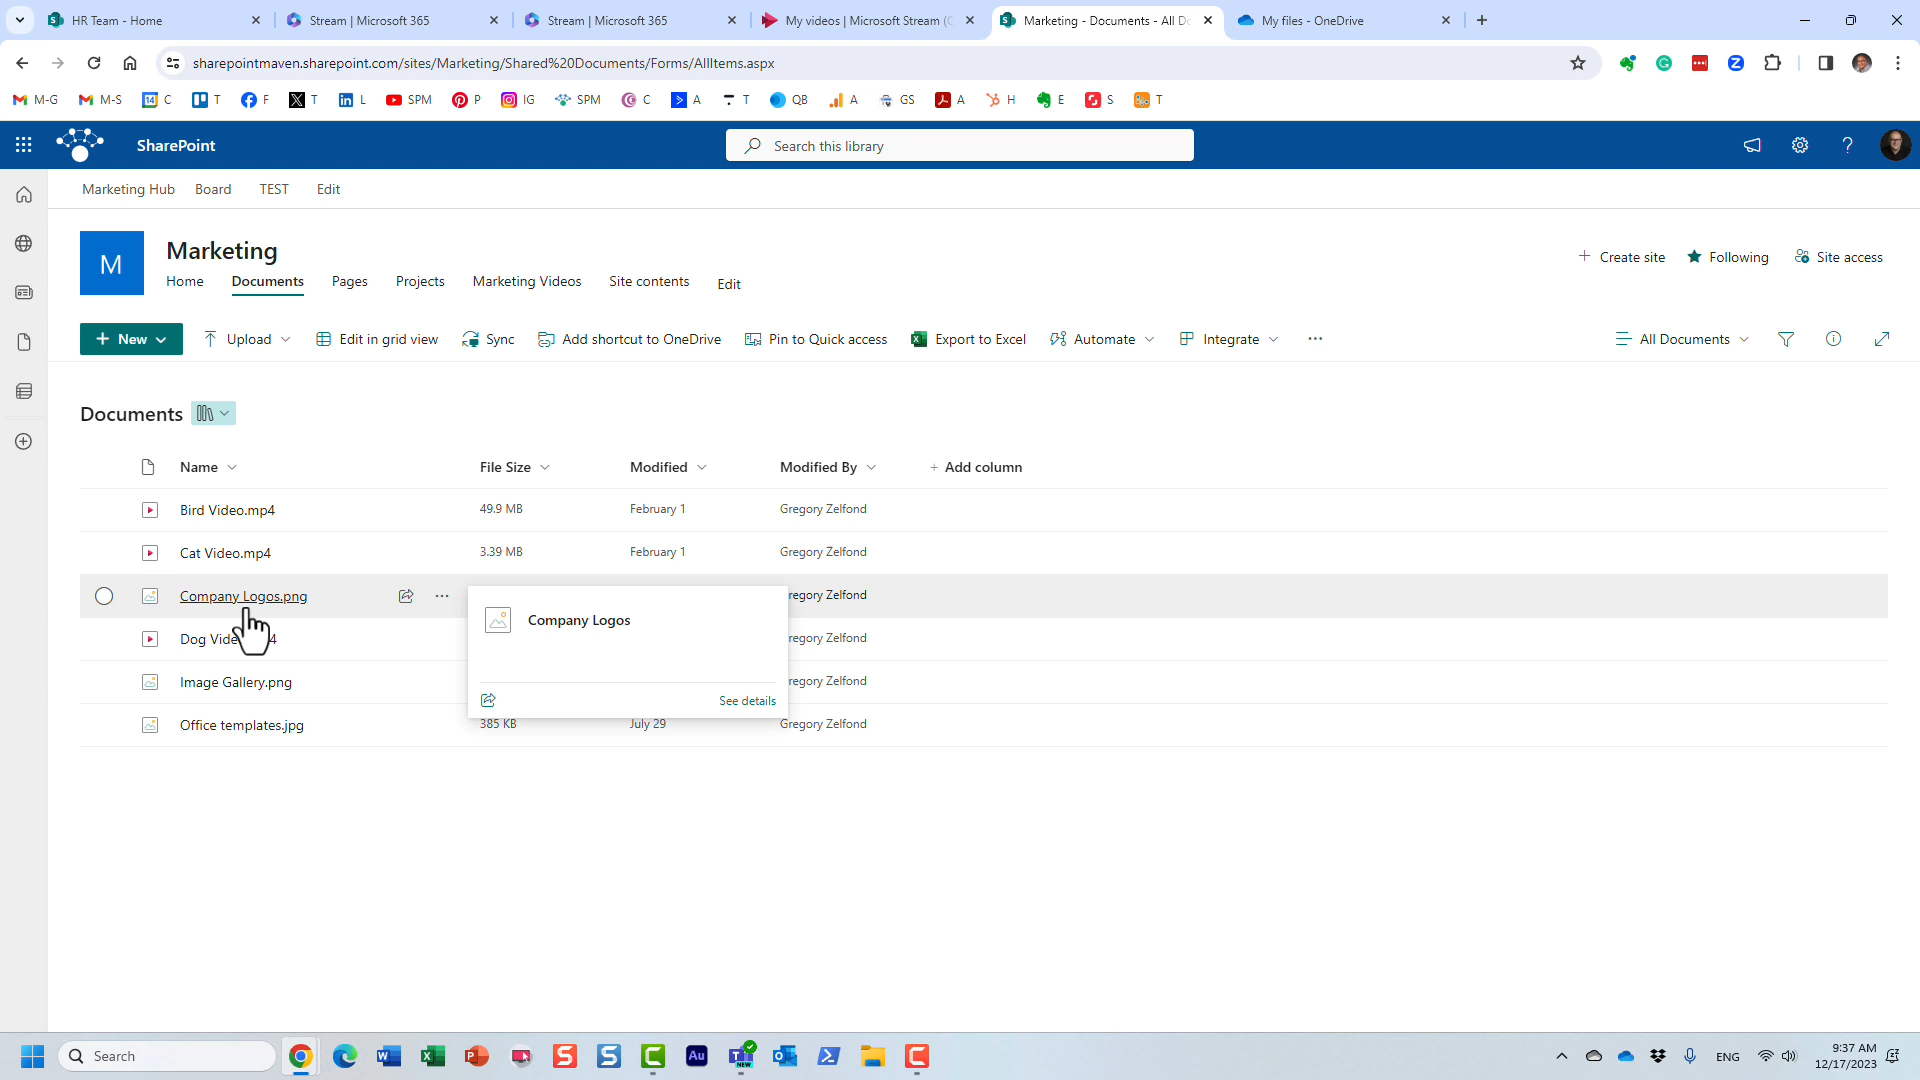 HR Team - Home
Stream | Microsoft 365
Stream | Microsoft 365
My videos | Microsoft Stream (C
Marketing - Documents - All Do
My files - OneDrive
sharepointmaven.sharepoint.com/sites/Marketing/Shared%20Documents/Forms/AllItems.aspx
M-G
M-S
14 C
T
F
T
L
SPM
P
IG
SPM
C
A
T
QB
A
GS
A
H
E
S
T
SharePoint
Search this library
Marketing Hub
Board
TEST
Edit
M
Marketing
Home
Documents
Pages
Projects
Marketing Videos
Site contents
Edit
Create site
Following
Site access
New
Upload
Edit in grid view
Sync
Add shortcut to OneDrive
Pin to Quick access
Export to Excel
Automate
Integrate
All Documents
Documents
Name
File Size
Modified
Modified By
Add column
Bird Video.mp4
49.9 MB
February 1
Gregory Zelfond
Cat Video.mp4
3.39 MB
February 1
Gregory Zelfond
Company Logos.png
regory Zelfond
Company Logos
Dog Vide
4
regory Zelfond
Image Gallery.png
regory Zelfond
See details
Office templates.jpg
385 KB
July 29
Gregory Zelfond
Search
Au
NEW
ENG
9:37 AM
12/17/2023